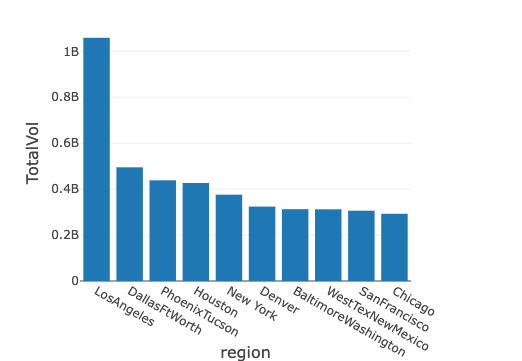 1B
0.8B
0.6B
0.4B
0.2B
0
TotalVol
LosAngeles
DallasFtWorth
PhoenixTucson
Houston
New York
Denver
BaltimoreWashington
WestTexNewMexico
SanFrancisco
Chicago
region